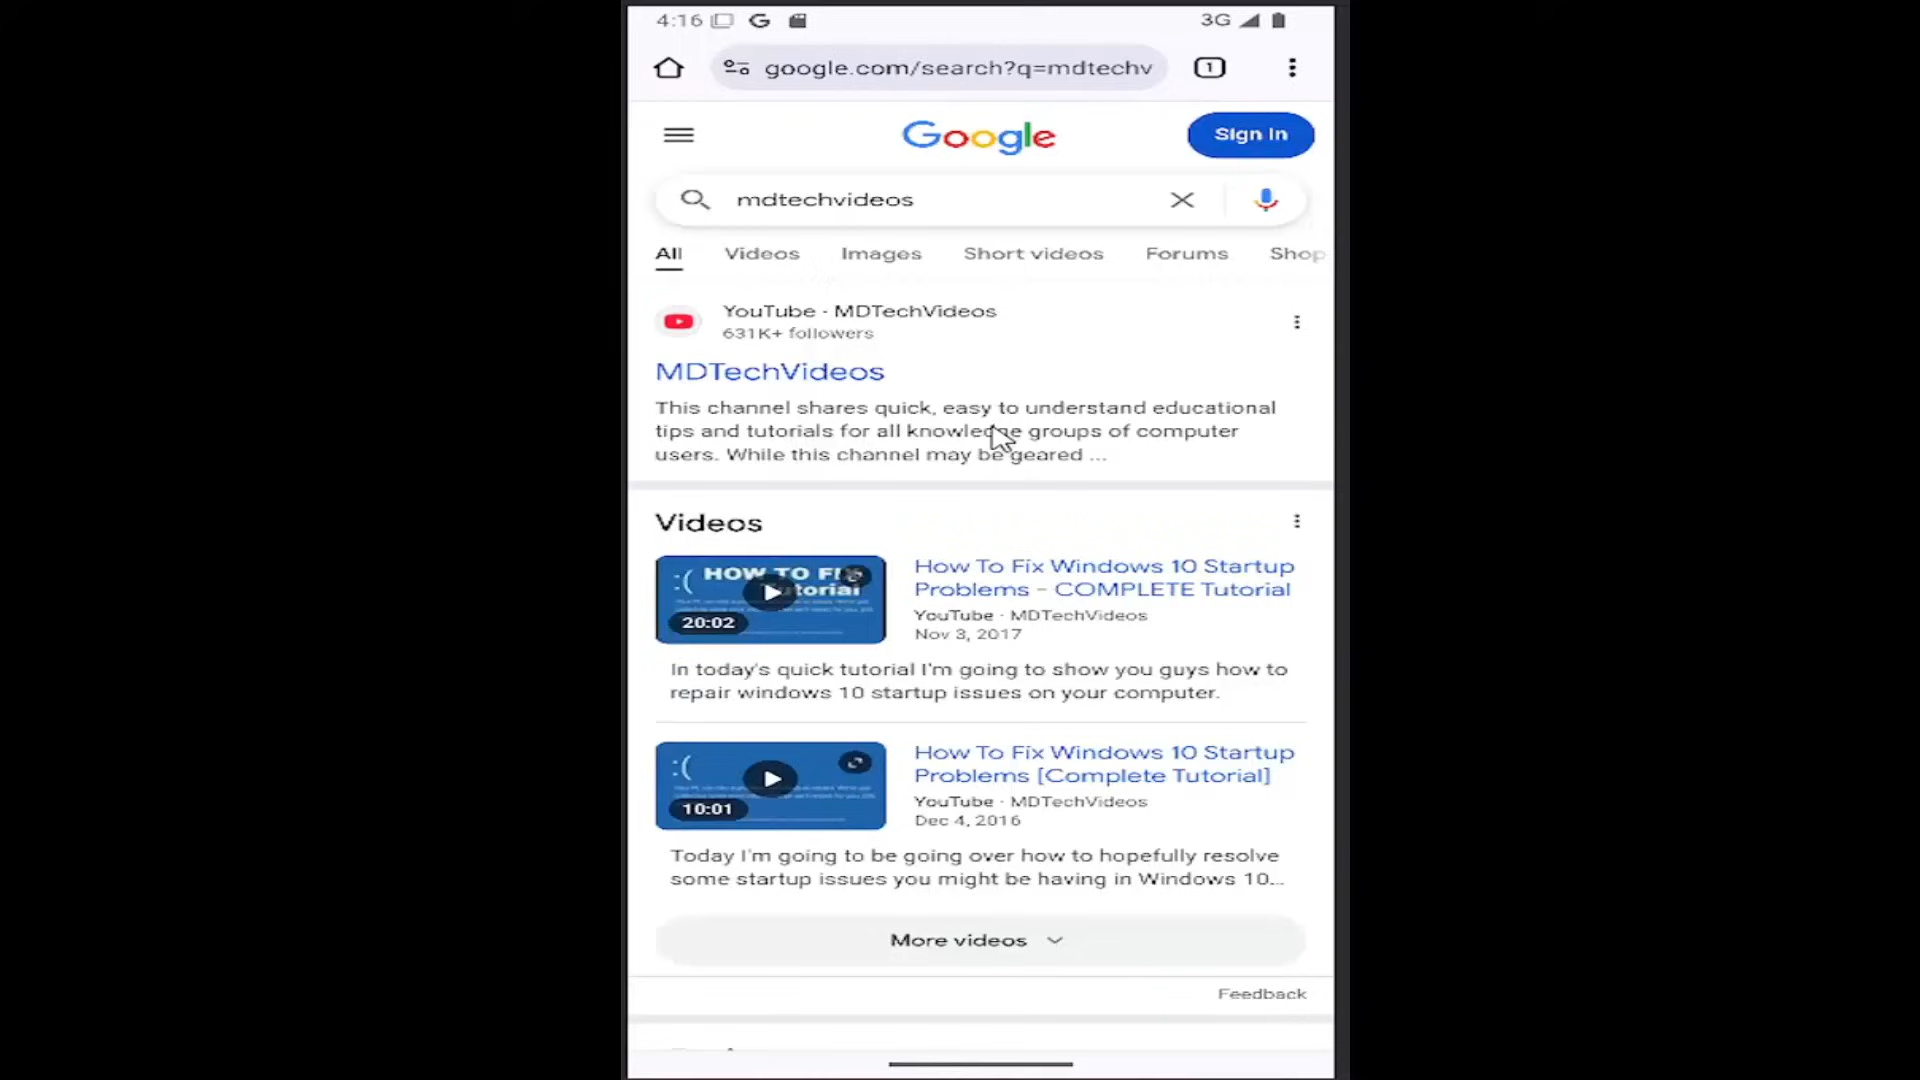 4:16 G 3G
google.com/search?q=mdtechv 1
Google
Sign in
mdtechvideos
All Videos Images Short videos Forums Shop
YouTube · MDTechVideos
631K+ followers
MDTechVideos
This channel shares quick, easy to understand educational
tips and tutorials for all knowledge groups of computer
users. While this channel may be geared ...
Videos
:( HOW TO FIX
Tutorial
20:02
How To Fix Windows 10 Startup
Problems - COMPLETE Tutorial
YouTube · MDTechVideos
Nov 3, 2017
In today's quick tutorial I'm going to show you guys how to
repair windows 10 startup issues on your computer.
:(
10:01
How To Fix Windows 10 Startup
Problems [Complete Tutorial]
YouTube · MDTechVideos
Dec 4, 2016
Today I'm going to be going over how to hopefully resolve
some startup issues you might be having in Windows 10...
More videos
Feedback